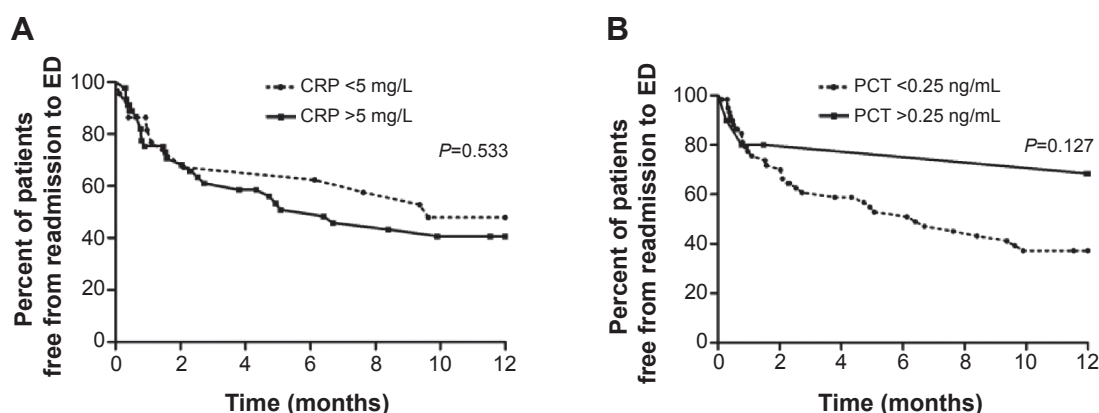 A
Percent of patients
free from readmission to ED
100
80
60
40
20
0
CRP <5 mg/L
CRP >5 mg/L
P=0.533
0 2 4 6 8 10 12
Time (months)
B
Percent of patients
free from readmission to ED
100
80
60
40
20
0
PCT <0.25 ng/mL
PCT >0.25 ng/mL
P=0.127
0 2 4 6 8 10 12
Time (months)